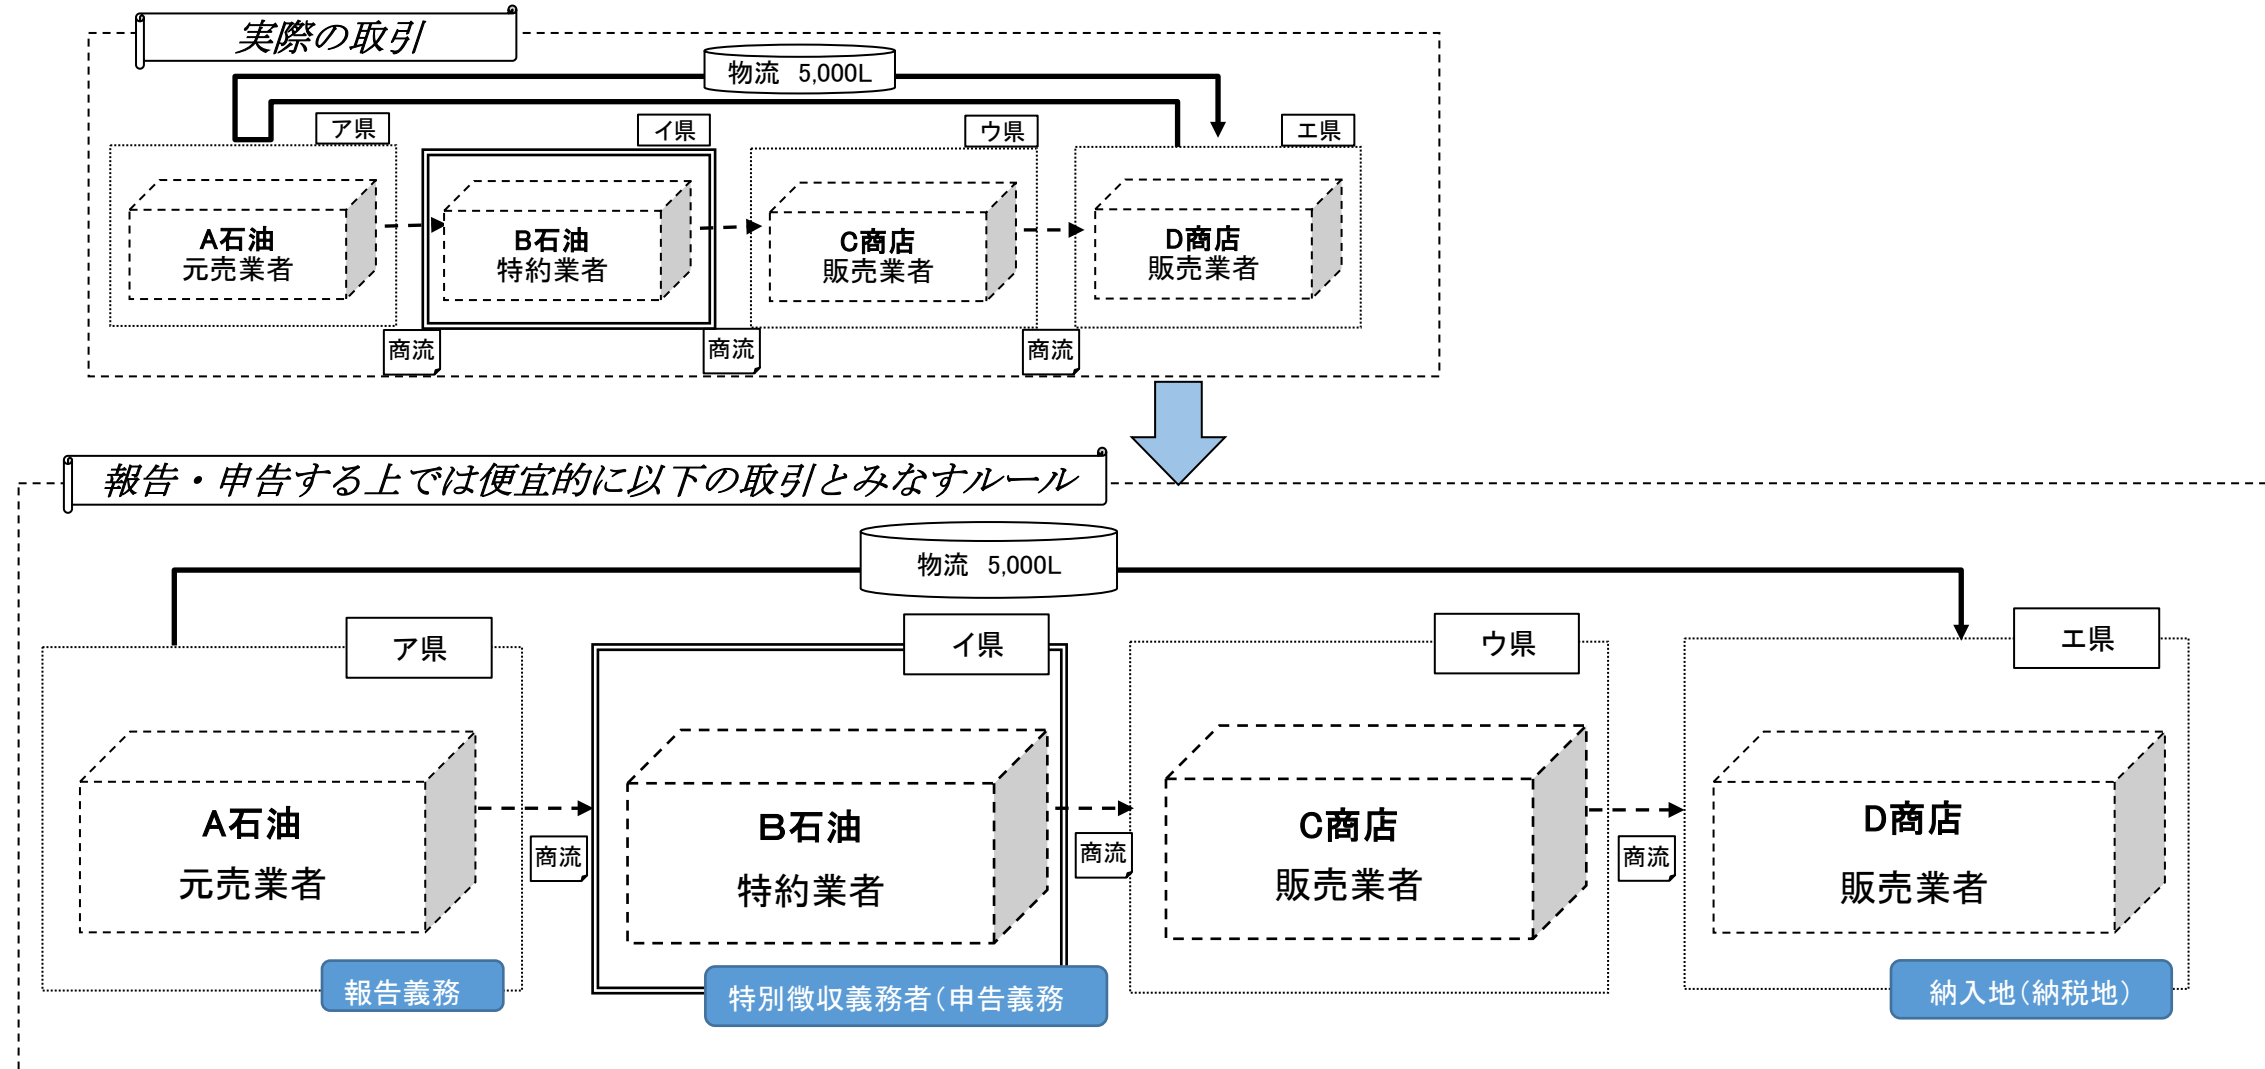 実際の取引
物流　5,000L
ア県
イ県
ウ県
エ県
A石油
元売業者
B石油
特約業者
C商店
販売業者
D商店
販売業者
商流
商流
商流
報告・申告する上では便宜的に以下の取引とみなすルール
物流　5,000L
ア県
イ県
ウ県
エ県
A石油
元売業者
B石油
特約業者
C商店
販売業者
D商店
販売業者
商流
商流
商流
報告義務
特別徴収義務者（申告義務
納入地（納税地）